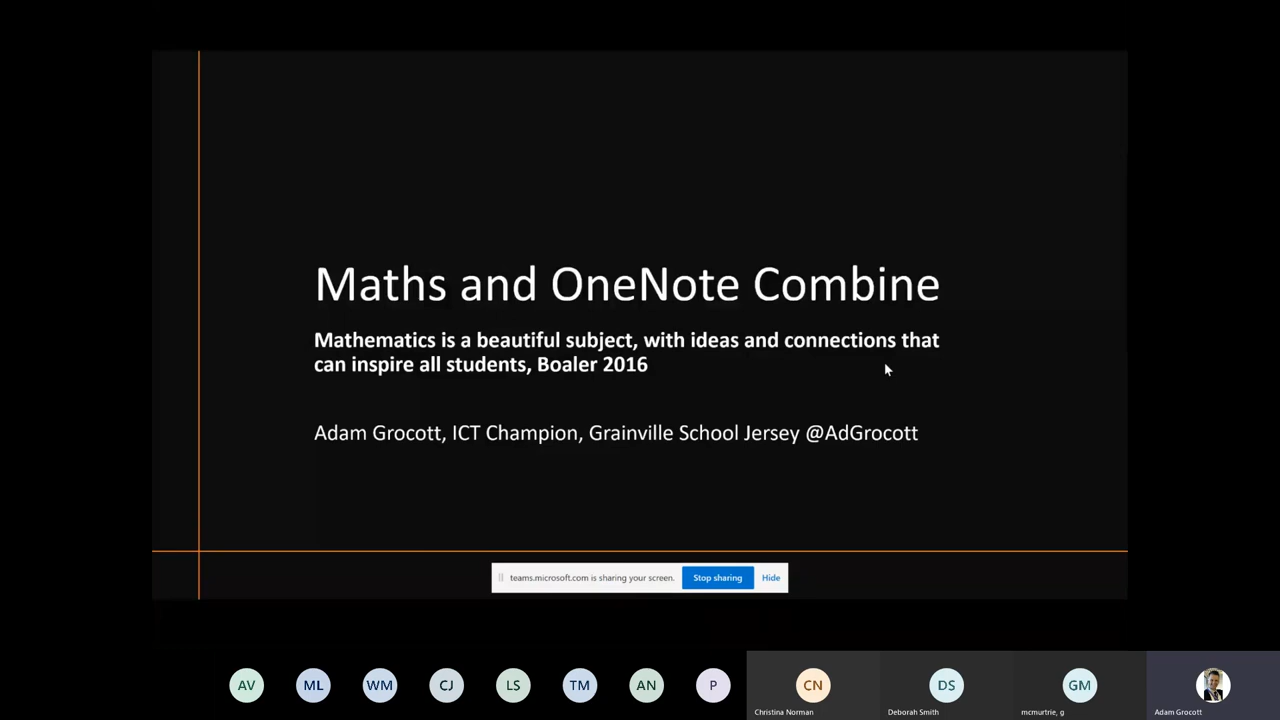 Maths and OneNote Combine
Mathematics is a beautiful subject, with ideas and connections that
can inspire all students, Boaler 2016
Adam Grocott, ICT Champion, Grainville School Jersey @AdGrocott
teams.microsoft.com is sharing your screen. Stop sharing Hide
AV ML WM CJ LS TM AN P CN DS GM
Christina Norman Deborah Smith mcmurtrie, g Adam Grocott